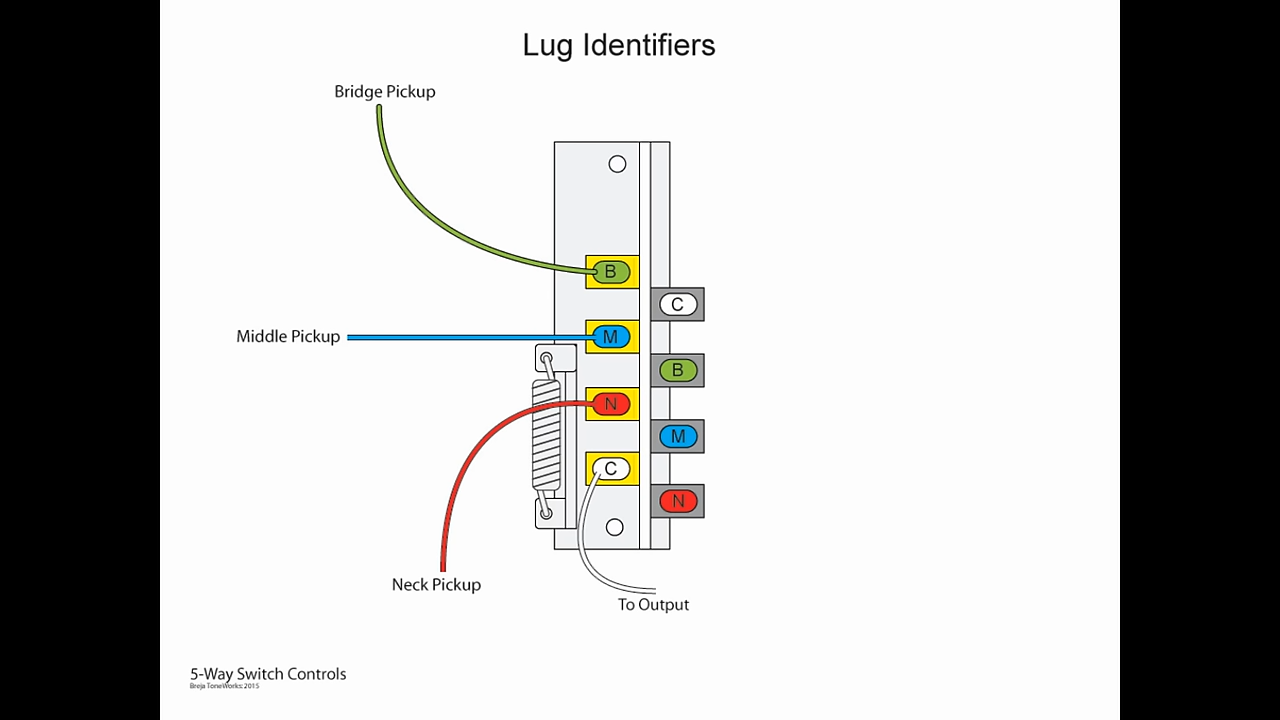 Lug Identifiers
Bridge Pickup
B
C
Middle Pickup
M
B
N
M
C
N
Neck Pickup
To Output
5-Way Switch Controls
Breja ToneWorks 2015